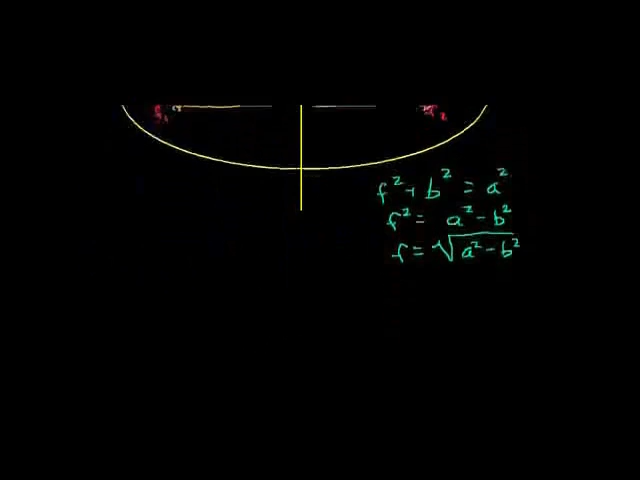 f² + b² = a²
f² = a² - b²
f = √a² - b²